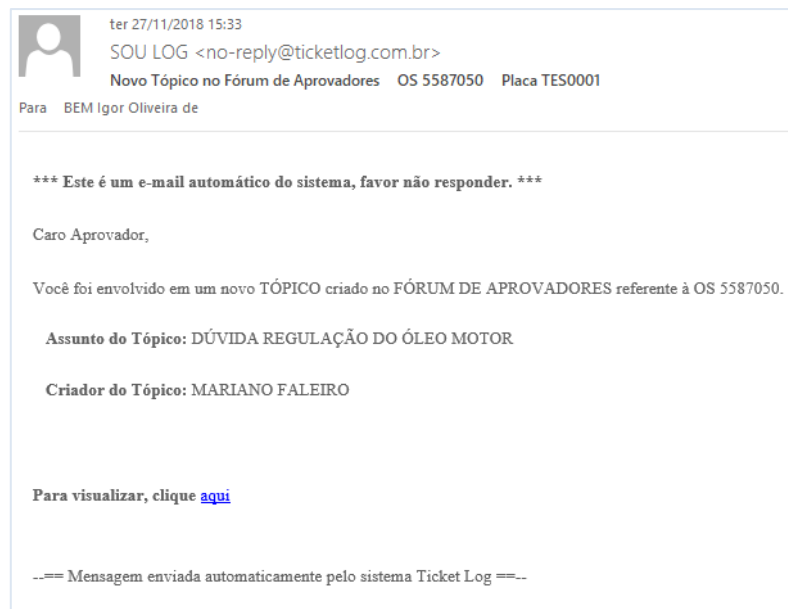 ter 27/11/2018 15:33
SOU LOG <no-reply@ticketlog.com.br>
Novo Tópico no Fórum de Aprovadores OS 5587050 Placa TES0001
Para BEM Igor Oliveira de
*** Este é um e-mail automático do sistema, favor não responder. ***
Caro Aprovador,
Você foi envolvido em um novo TÓPICO criado no FÓRUM DE APROVADORES referente à OS 5587050.
Assunto do Tópico: DÚVIDA REGULAÇÃO DO ÓLEO MOTOR
Criador do Tópico: MARIANO FALEIRO
Para visualizar, clique aqui
--== Mensagem enviada automaticamente pelo sistema Ticket Log ==--